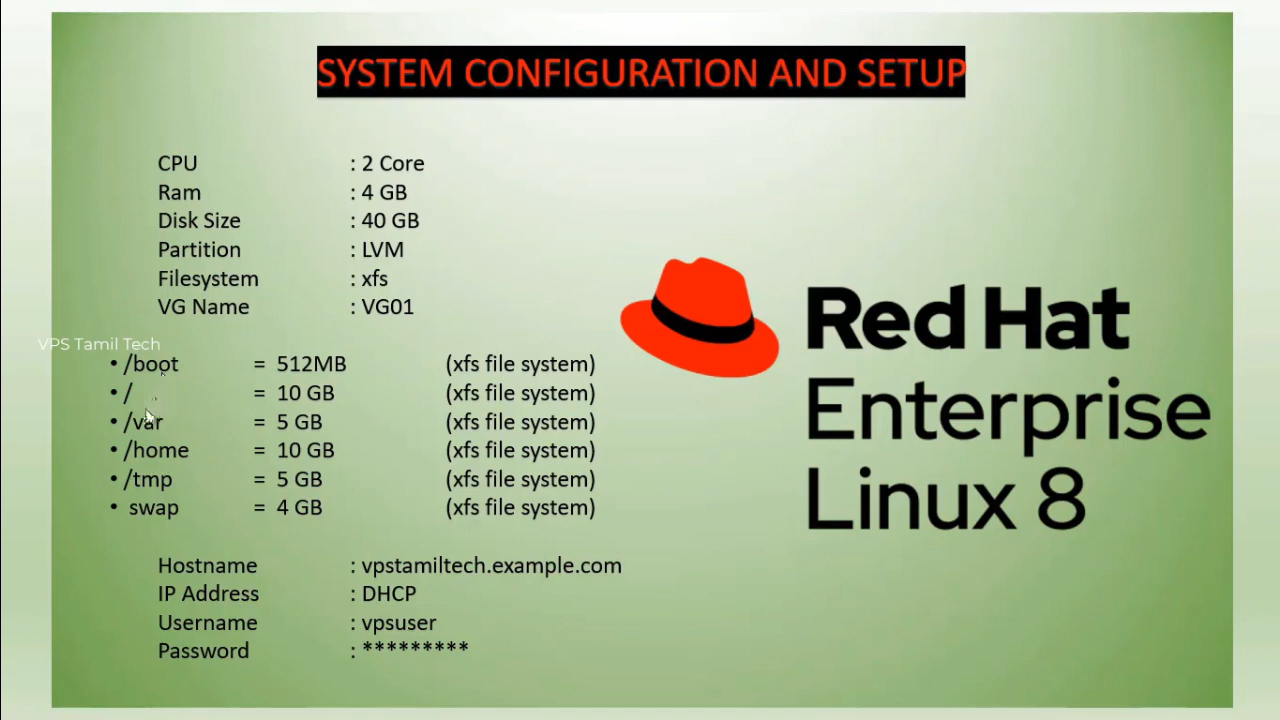 SYSTEM CONFIGURATION AND SETUP
CPU : 2 Core
Ram : 4 GB
Disk Size : 40 GB
Partition : LVM
Filesystem : xfs
VG Name : VG01
VPS Tamil Tech
• /boot = 512MB (xfs file system)
• / = 10 GB (xfs file system)
• /var = 5 GB (xfs file system)
• /home = 10 GB (xfs file system)
• /tmp = 5 GB (xfs file system)
• swap = 4 GB (xfs file system)
Hostname : vpstamiltech.example.com
IP Address : DHCP
Username : vpsuser
Password : *********
Red Hat
Enterprise
Linux 8